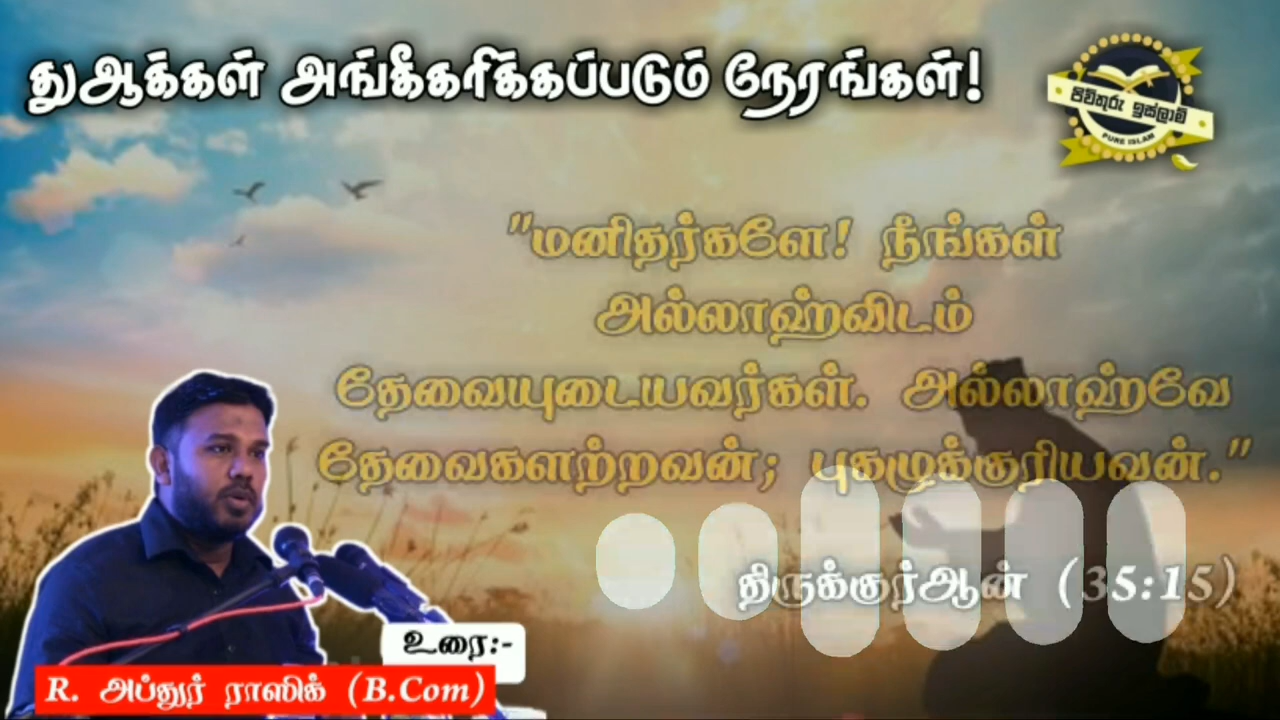 துஆக்கள் அங்கீகரிக்கப்படும் நேரங்கள்!
පිවිතුරු ඉස්ලාම්
PURE ISLAM
"மனிதர்களே! நீங்கள்
அல்லாஹ்விடம்
தேவையுடையவர்கள். அல்லாஹ்வே
தேவைகளற்றவன்; புகழுக்குரியவன்."
திருக்குர்ஆன் (35:15)
உரை:-
R. அப்துர் ராஸிக் (B.Com)